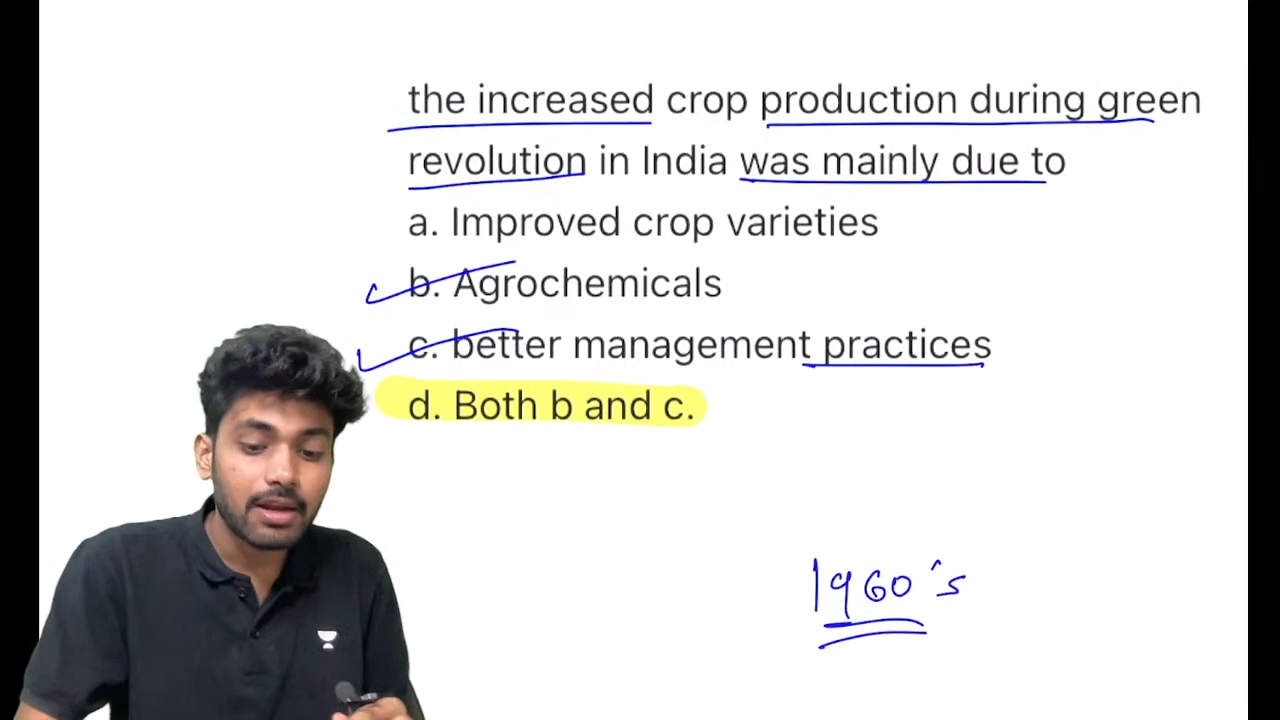 the increased crop production during green
revolution in India was mainly due to
a. Improved crop varieties
b. Agrochemicals
c. better management practices
d. Both b and c.
1960's